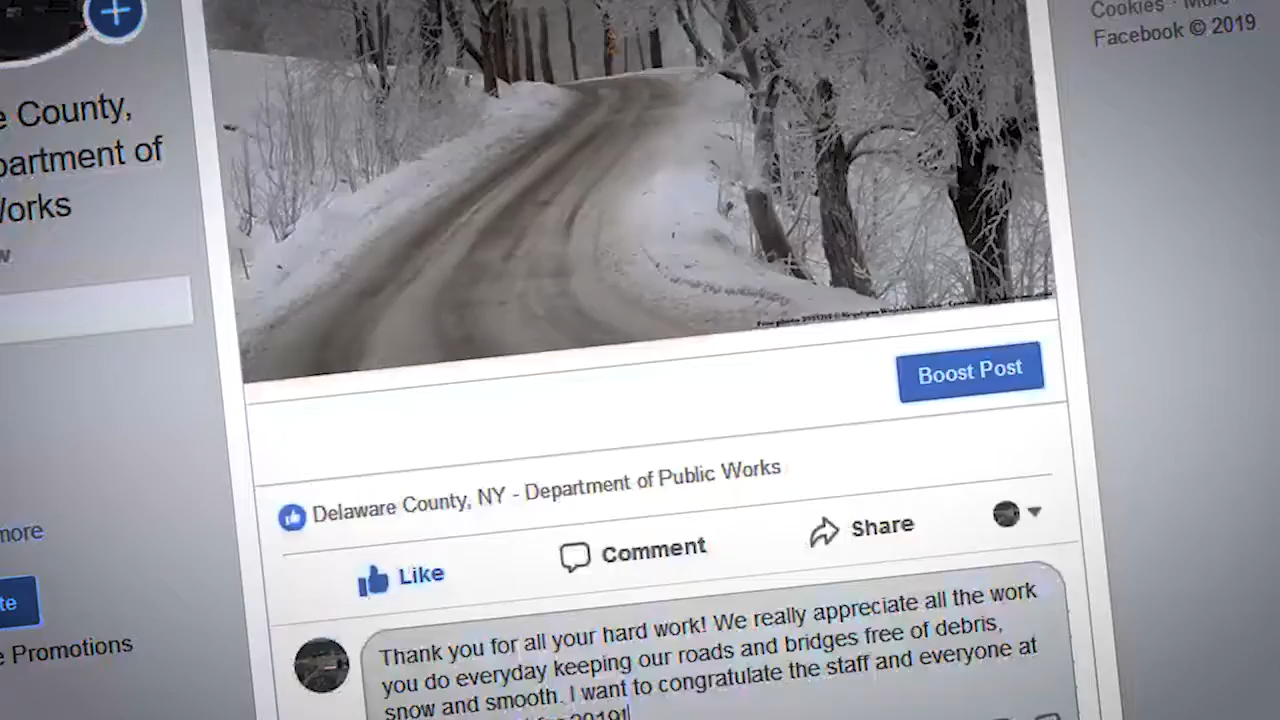 Cookies · More
Facebook © 2019
e County,
partment of
Works
more
te
e Promotions
Boost Post
Delaware County, NY - Department of Public Works
Like
Comment
Share
Thank you for all your hard work! We really appreciate all the work
you do everyday keeping our roads and bridges free of debris,
snow and smooth. I want to congratulate the staff and everyone at
2019!